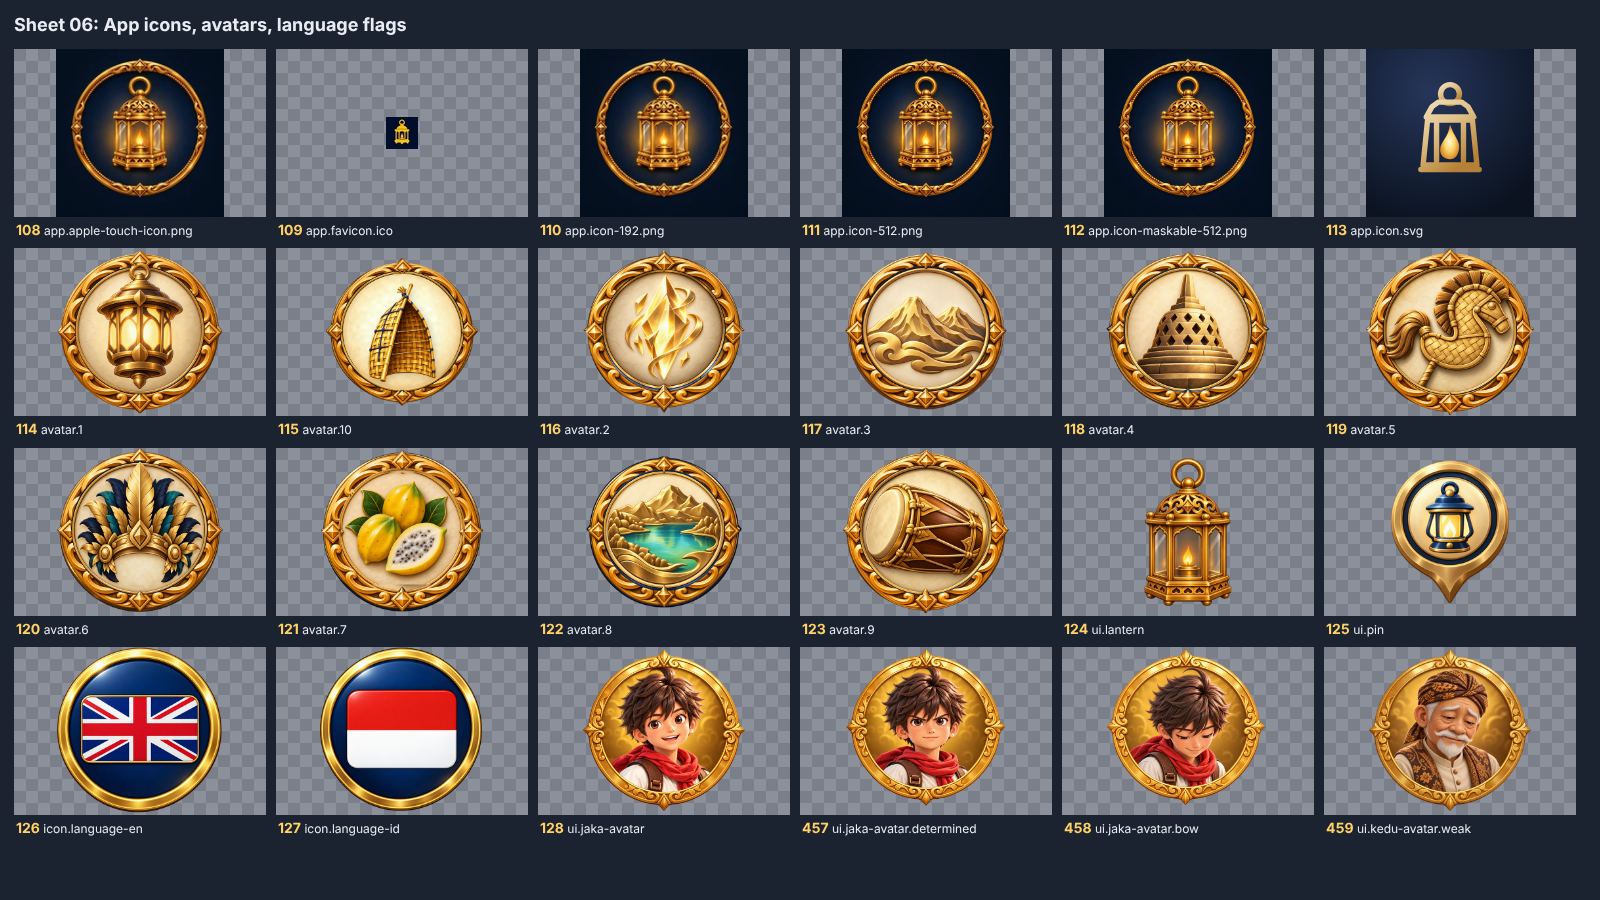 Sheet 06: App icons, avatars, language flags
108 app.apple-touch-icon.png
109 app.favicon.ico
110 app.icon-192.png
111 app.icon-512.png
112 app.icon-maskable-512.png
113 app.icon.svg
114 avatar.1
115 avatar.10
116 avatar.2
117 avatar.3
118 avatar.4
119 avatar.5
120 avatar.6
121 avatar.7
122 avatar.8
123 avatar.9
124 ui.lantern
125 ui.pin
126 icon.language-en
127 icon.language-id
128 ui.jaka-avatar
457 ui.jaka-avatar.determined
458 ui.jaka-avatar.bow
459 ui.kedu-avatar.weak